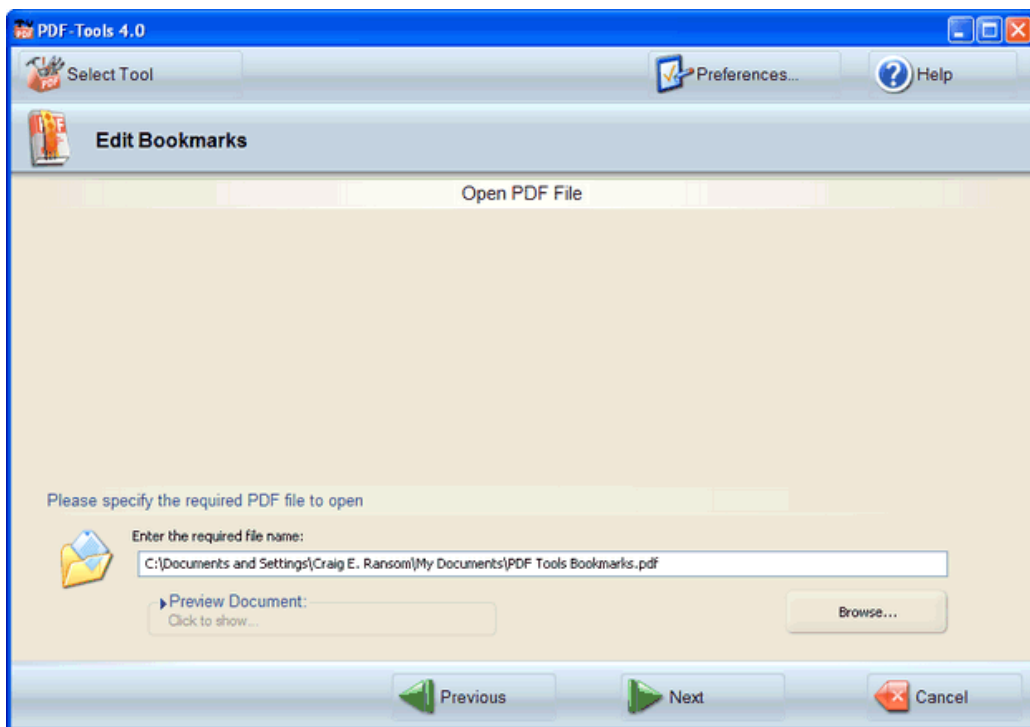 PDF-Tools 4.0
Select Tool
Preferences...
Help
Edit Bookmarks
Open PDF File
Please specify the required PDF file to open
Enter the required file name:
C:\Documents and Settings\Craig E. Ransom\My Documents\PDF Tools Bookmarks.pdf
Preview Document:
Click to show...
Browse...
Previous
Next
Cancel